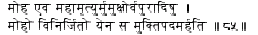 मोह एव महामृत्युर्मुमुक्षोर्वपुरादिषु ।
मोहो विनिर्जितो येन स मुक्तिपदमर्हति ॥ ८५॥